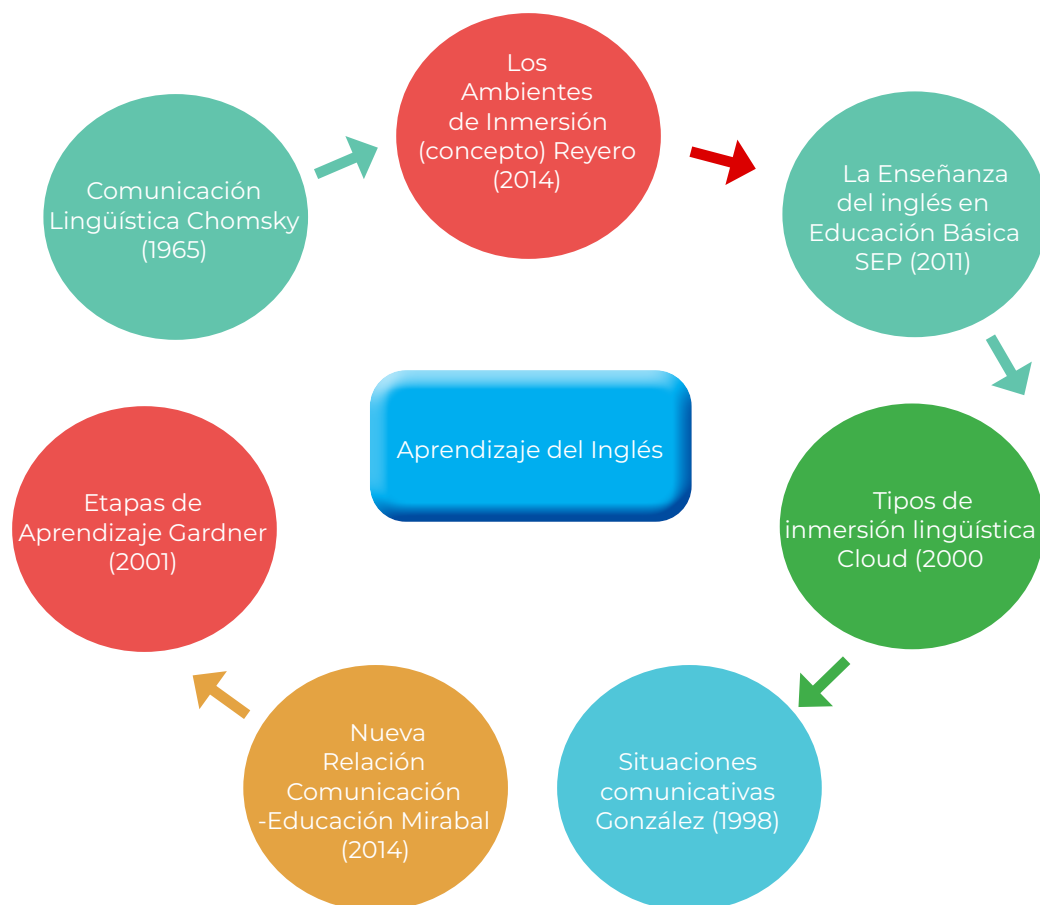 Los
Ambientes
de Inmersión
(concepto) Reyero
(2014)
Comunicación
Lingüística Chomsky
(1965)
La Enseñanza
del inglés en
Educación Básica
SEP (2011)
Aprendizaje del Inglés
Etapas de
Aprendizaje Gardner
(2001)
Tipos de
inmersión lingüística
Cloud (2000
Nueva
Relación
Comunicación
-Educación Mirabal
(2014)
Situaciones
comunicativas
González (1998)